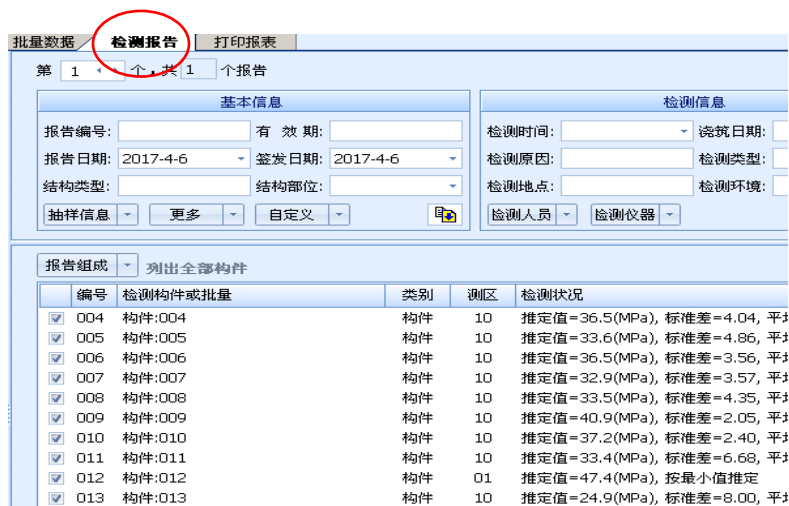 批量数据 检测报告 打印报表
第 1 个，共 1 个报告
基本信息 检测信息
报告编号: 有 效 期: 检测时间: 浇筑日期:
报告日期: 2017-4-6 签发日期: 2017-4-6 检测原因: 检测类型:
结构类型: 结构部位: 检测地点: 检测环境:
抽样信息 更多 自定义 检测人员 检测仪器
报告组成 列出全部构件
编号 检测构件或批量 类别 测区 检测状况
004 构件:004 构件 10 推定值=36.5(MPa), 标准差=4.04,
005 构件:005 构件 10 推定值=33.6(MPa), 标准差=4.86,
006 构件:006 构件 10 推定值=36.5(MPa), 标准差=3.56,
007 构件:007 构件 10 推定值=32.9(MPa), 标准差=3.57,
008 构件:008 构件 10 推定值=33.5(MPa), 标准差=4.35,
009 构件:009 构件 10 推定值=40.9(MPa), 标准差=2.05,
010 构件:010 构件 10 推定值=37.2(MPa), 标准差=2.40,
011 构件:011 构件 10 推定值=33.4(MPa), 标准差=6.68,
012 构件:012 构件 01 推定值=47.4(MPa), 按最小值推定
013 构件:013 构件 10 推定值=24.9(MPa), 标准差=8.00,